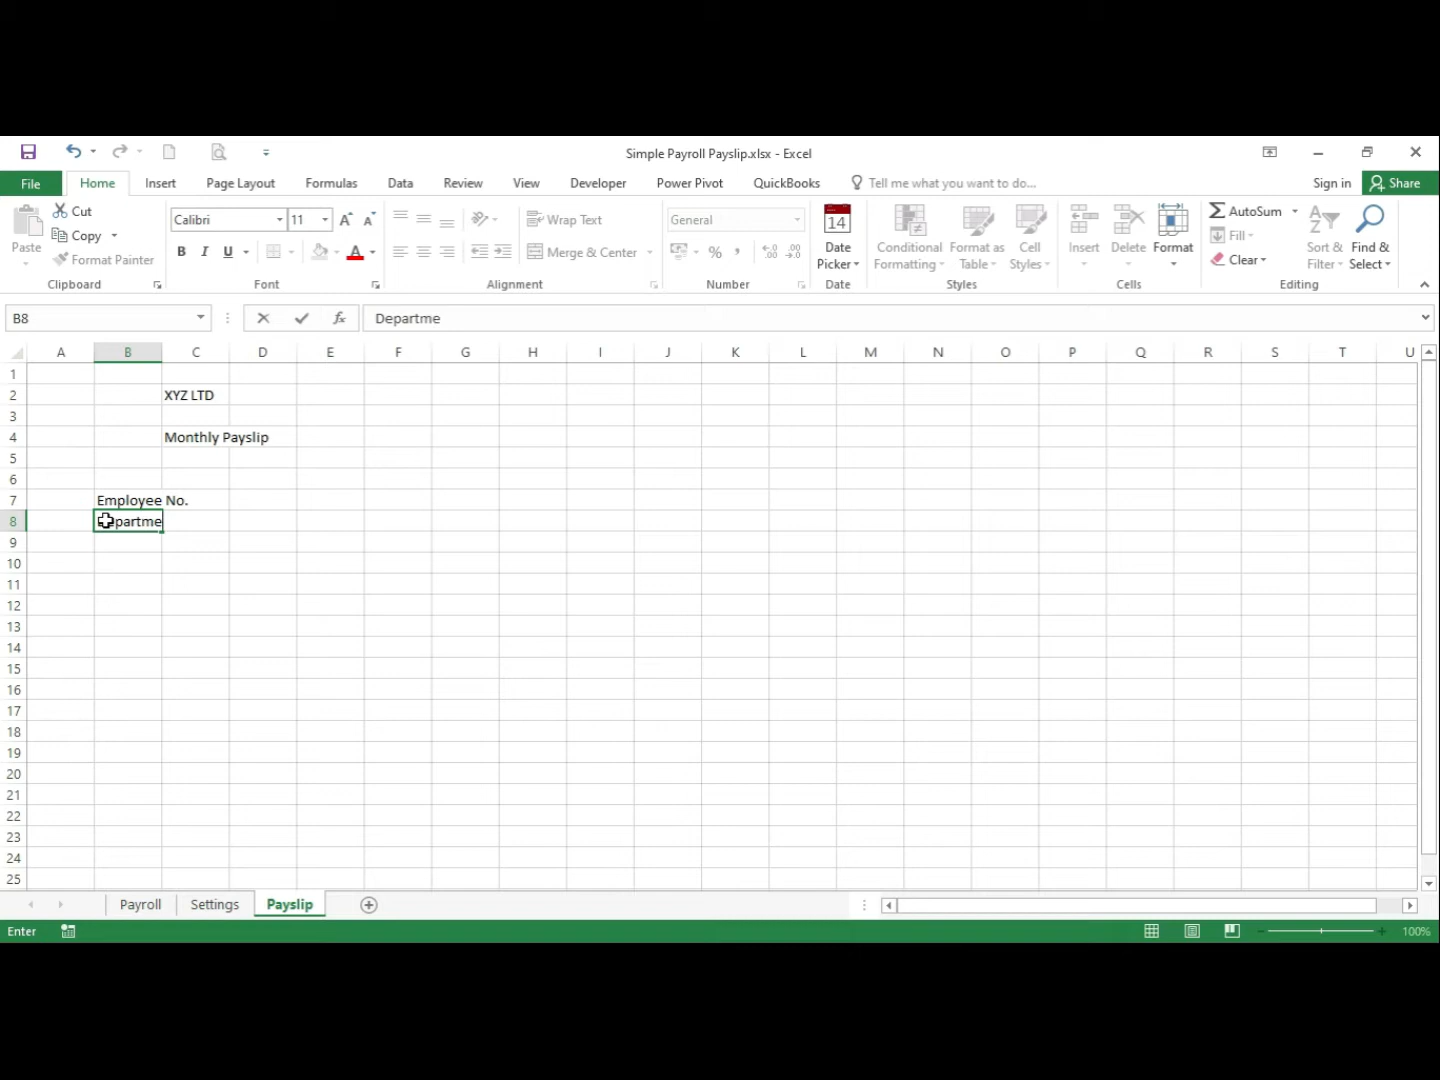 Simple Payroll Payslip.xlsx - Excel
File Home Insert Page Layout Formulas Data Review View Developer Power Pivot QuickBooks Tell me what you want to do... Sign in Share
Paste
Cut
Copy
Format Painter
Clipboard
Calibri 11
B I U
Font
Wrap Text
Merge & Center
Alignment
General
%
Number
14
Date Picker
Date
Conditional Formatting
Format as Table
Cell Styles
Styles
Insert Delete Format
Cells
AutoSum
Fill
Clear
Sort & Filter
Find & Select
Editing
B8 fx Departme
A B C D E F G H I J K L M N O P Q R S T U
1
2 XYZ LTD
3
4 Monthly Payslip
5
6
7 Employee No.
8 Departme
9
10
11
12
13
14
15
16
17
18
19
20
21
22
23
24
25
Payroll Settings Payslip
Enter 100%